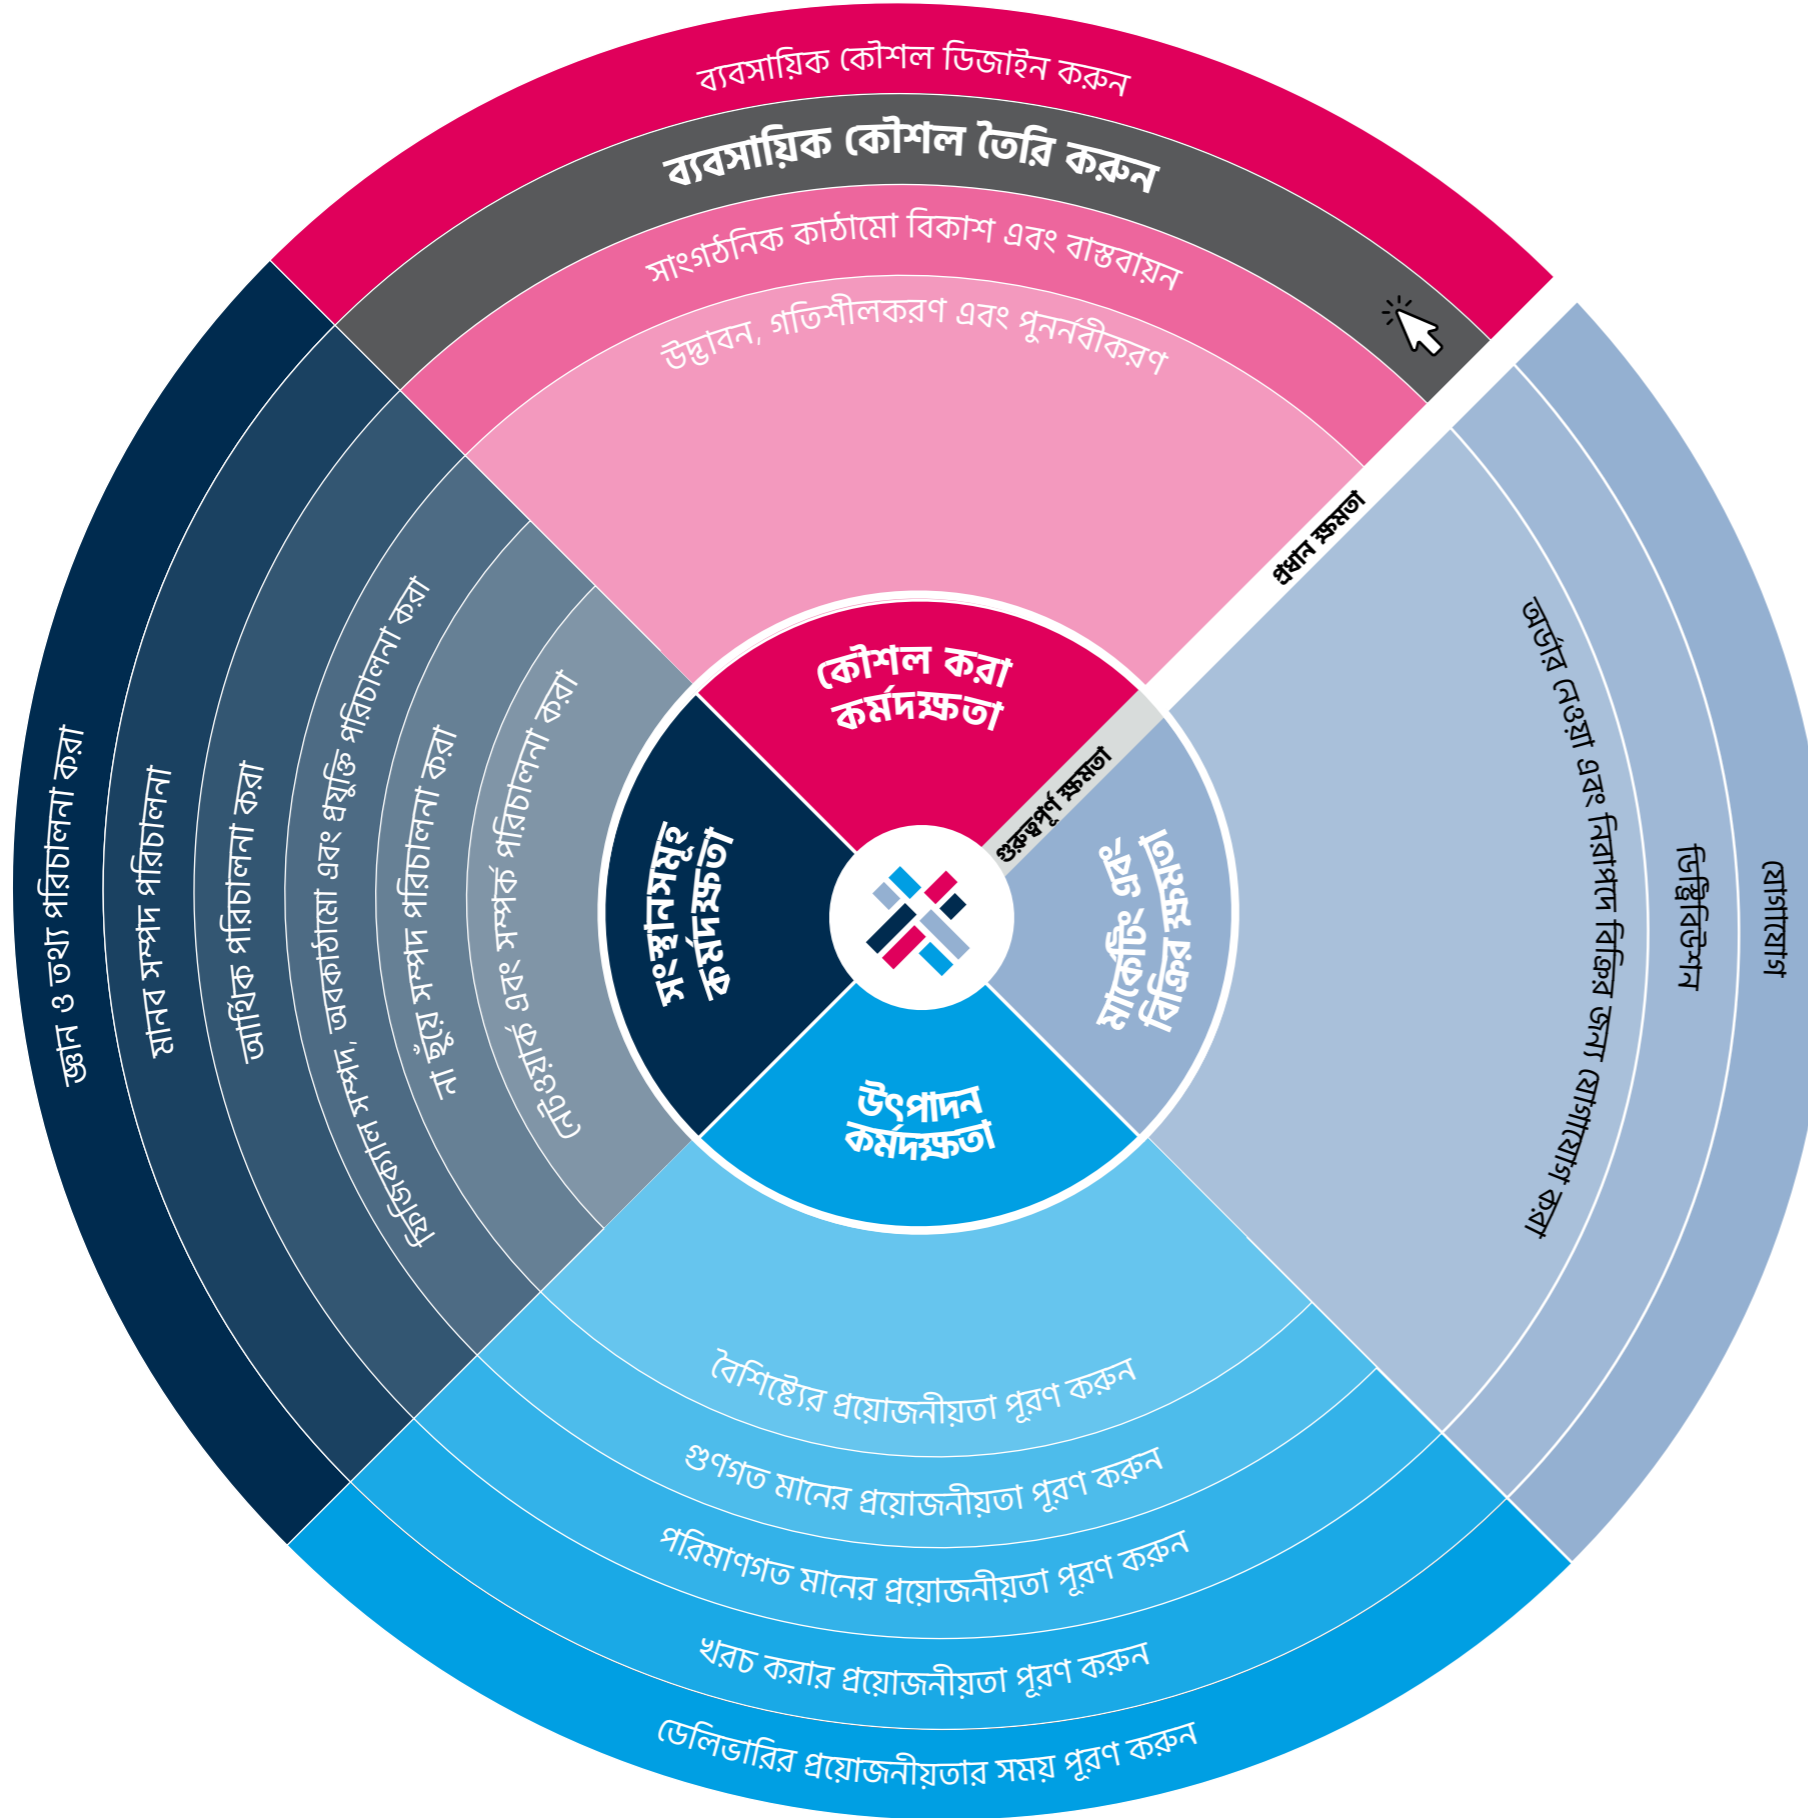 ব্যবসায়িক কৌশল ডিজাইন করুন
ব্যবসায়িক কৌশল তৈরি করুন
সাংগঠনিক কাঠামো বিকাশ এবং বাস্তবায়ন
উদ্ভাবন, গতিশীলকরণ এবং পুনর্নবীকরণ
প্রধান ক্ষমতা
কৌশল করা
কর্মদক্ষতা
গুরুত্বপূর্ণ ক্ষমতা
জ্ঞান ও তথ্য পরিচালনা করা
মানব সম্পদ পরিচালনা
আর্থিক পরিচালনা করা
ফিজিক্যাল সম্পদ, অবকাঠামো এবং প্রযুক্তি পরিচালনা করা
না ছুঁয়ে সম্পদ পরিচালনা করা
নেটওয়ার্ক এবং সম্পর্ক পরিচালনা করা
সংস্থানসমূহ
কর্মদক্ষতা
মার্কেটিং এবং
বিক্রির ক্ষমতা
অর্ডার নেওয়া এবং নিরাপদে বিক্রির জন্য যোগাযোগ করা
ডিস্ট্রিবিউশন
যোগাযোগ
উৎপাদন
কর্মদক্ষতা
বৈশিষ্ট্যের প্রয়োজনীয়তা পূরণ করুন
গুণগত মানের প্রয়োজনীয়তা পূরণ করুন
পরিমাণগত মানের প্রয়োজনীয়তা পূরণ করুন
খরচ করার প্রয়োজনীয়তা পূরণ করুন
ডেলিভারির প্রয়োজনীয়তার সময় পূরণ করুন